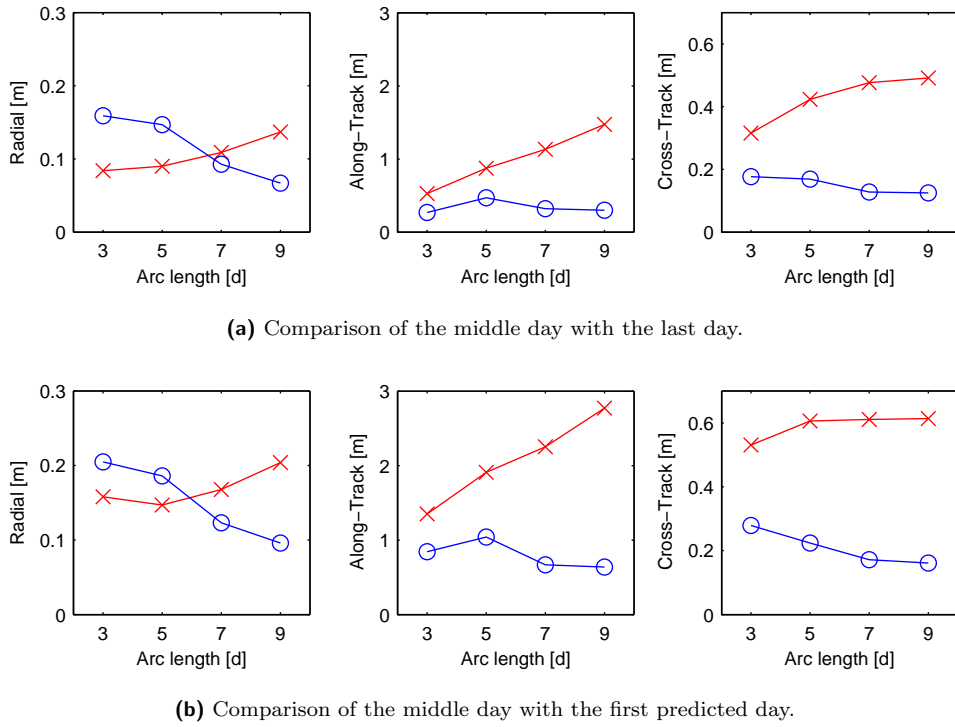 0.3
0.2
0.1
0
Radial [m]
3 5 7 9
Arc length [d]
3
2
1
0
Along−Track [m]
3 5 7 9
Arc length [d]
0.6
0.4
0.2
0
Cross−Track [m]
3 5 7 9
Arc length [d]
(a) Comparison of the middle day with the last day.
0.3
0.2
0.1
0
Radial [m]
3 5 7 9
Arc length [d]
3
2
1
0
Along−Track [m]
3 5 7 9
Arc length [d]
0.6
0.4
0.2
0
Cross−Track [m]
3 5 7 9
Arc length [d]
(b) Comparison of the middle day with the first predicted day.